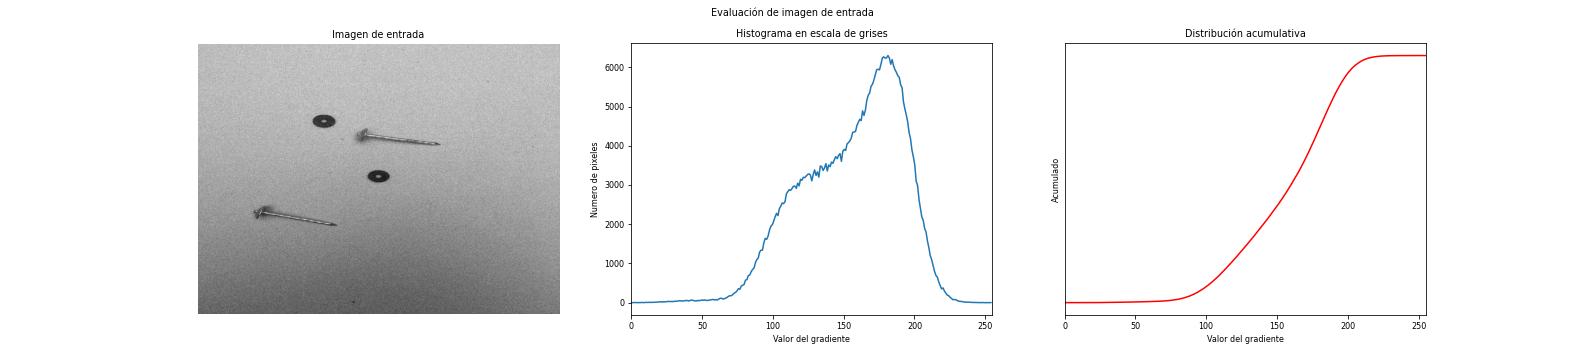 Evaluación de imagen de entrada
Imagen de entrada
Histograma en escala de grises
Numero de pixeles
6000
5000
4000
3000
2000
1000
0
0 50 100 150 200 250
Valor del gradiente
Distribución acumulativa
Acumulado
0 50 100 150 200 250
Valor del gradiente